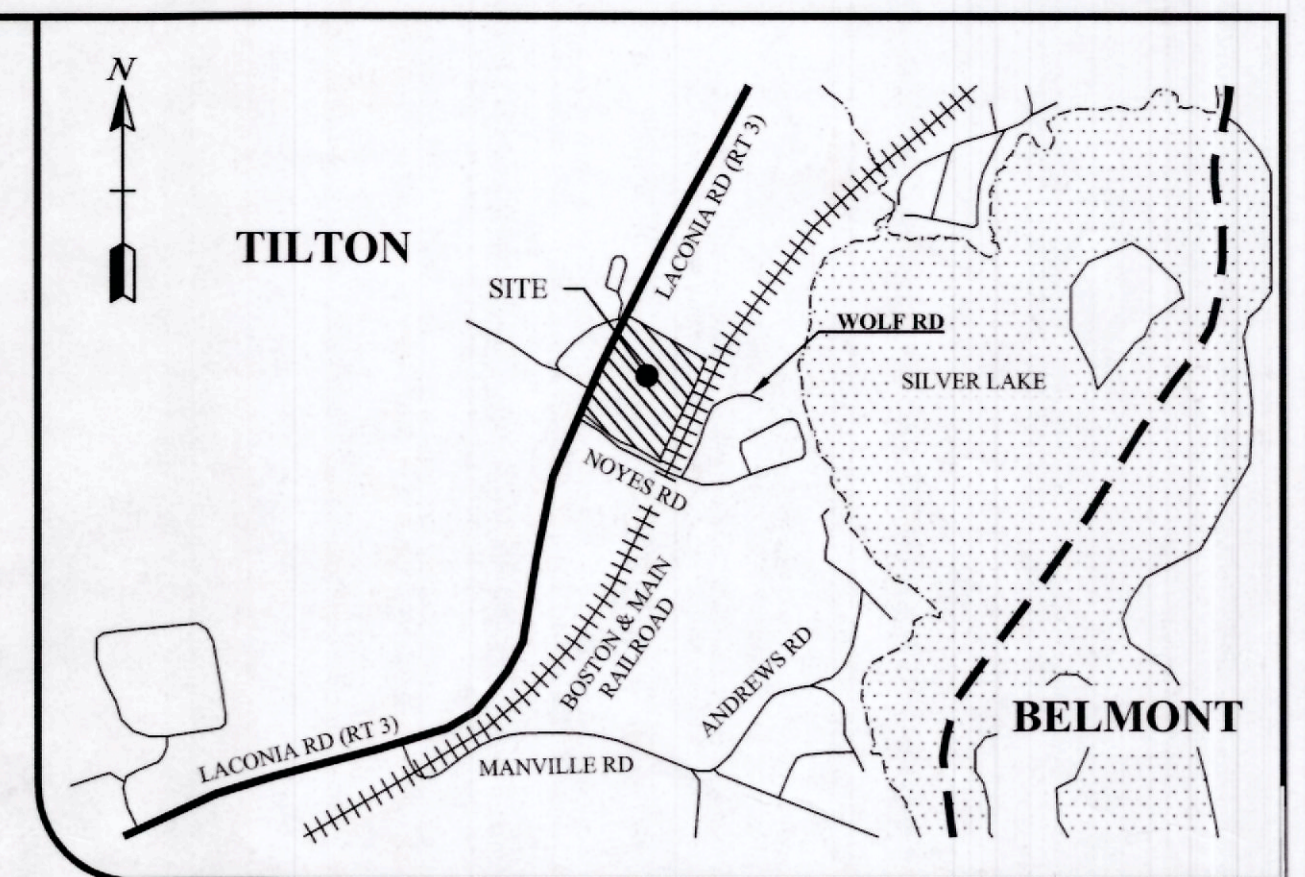 N
TILTON
SITE
LACONIA RD (RT 3)
WOLF RD
SILVER LAKE
NOYES RD
BOSTON & MAIN
RAILROAD
ANDREWS RD
BELMONT
LACONIA RD (RT 3)
MANVILLE RD